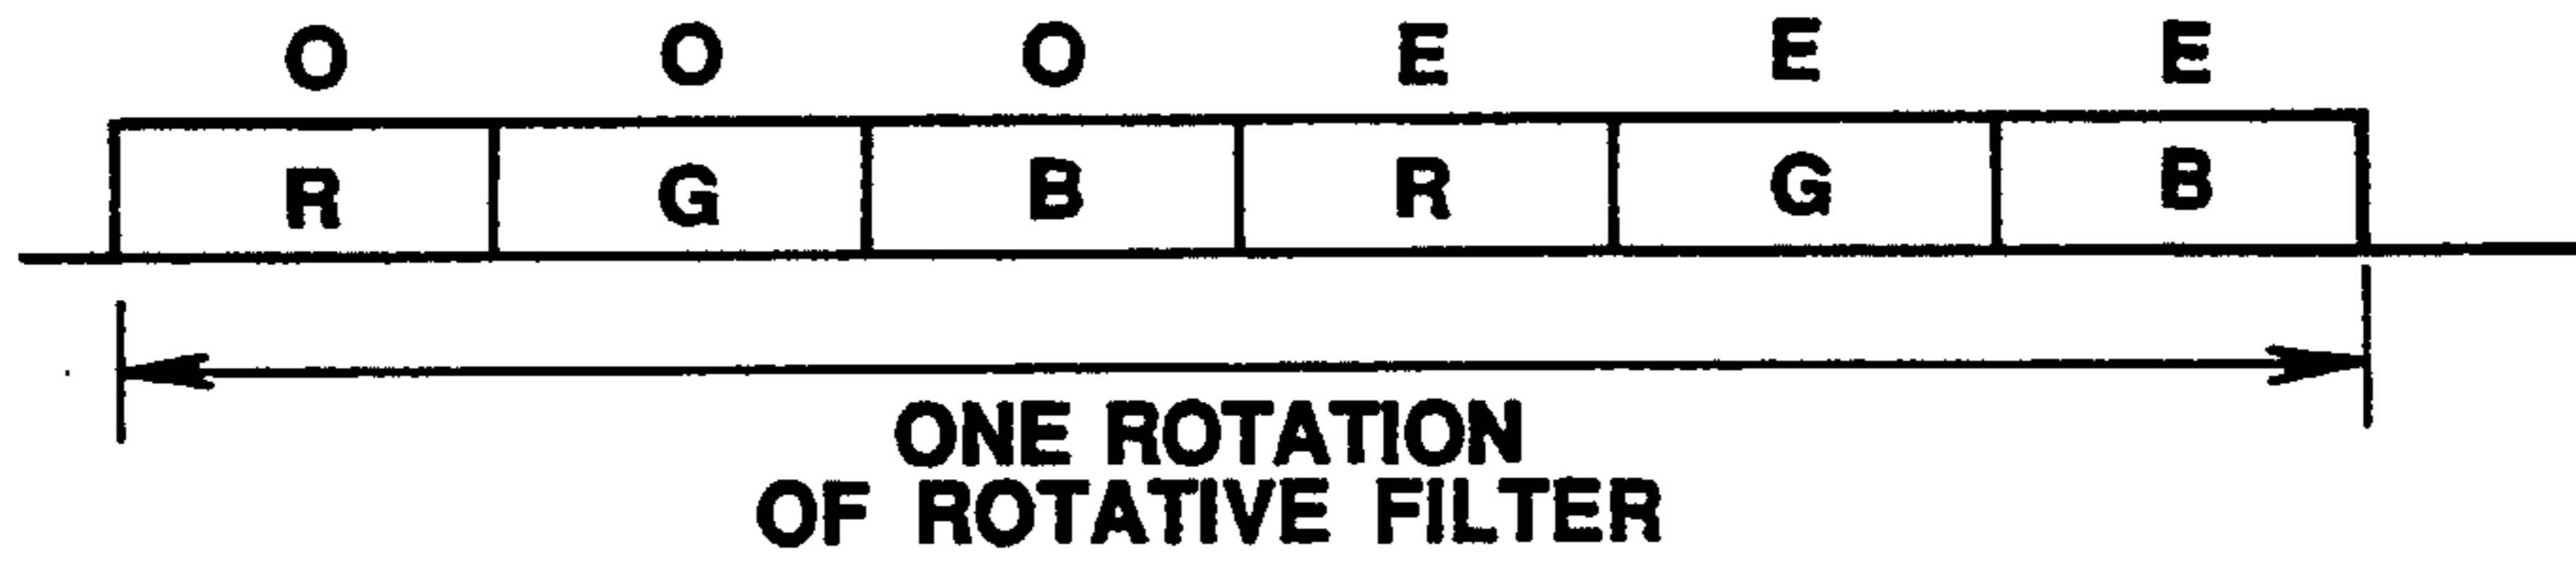 O O O E E E
R G B R G B
ONE ROTATION
OF ROTATIVE FILTER